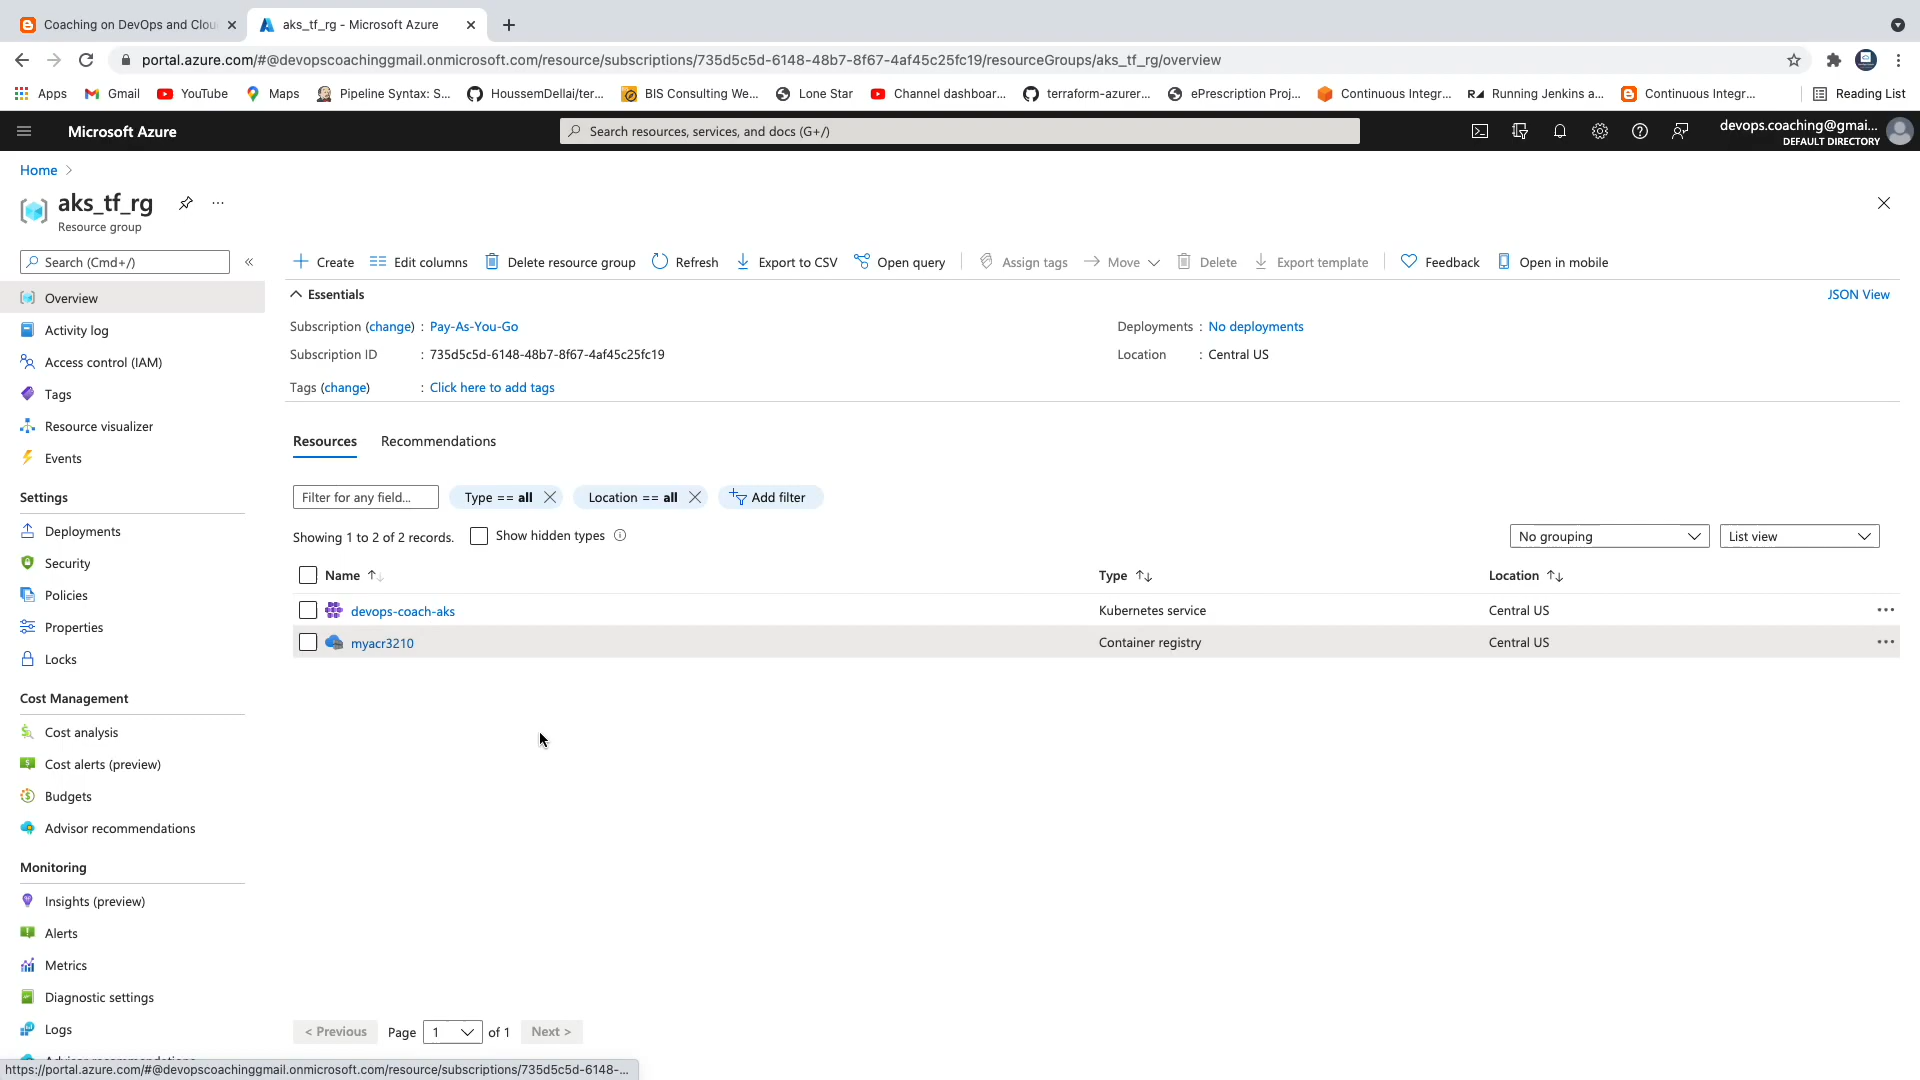 Coaching on DevOps and Clou
aks_tf_rg - Microsoft Azure
portal.azure.com/#@devopscoachinggmail.onmicrosoft.com/resource/subscriptions/735d5c5d-6148-48b7-8f67-4af45c25fc19/resourceGroups/aks_tf_rg/overview
Apps Gmail YouTube Maps Pipeline Syntax: S... HoussemDellai/ter... BIS Consulting We... Lone Star Channel dashboar... terraform-azurer... ePrescription Proj... Continuous Integr... Running Jenkins a... Continuous Integr... Reading List
Microsoft Azure
Search resources, services, and docs (G+/)
devops.coaching@gmai...
DEFAULT DIRECTORY
Home
aks_tf_rg
Resource group
Search (Cmd+/)
Overview
Activity log
Access control (IAM)
Tags
Resource visualizer
Events
Settings
Deployments
Security
Policies
Properties
Locks
Cost Management
Cost analysis
Cost alerts (preview)
Budgets
Advisor recommendations
Monitoring
Insights (preview)
Alerts
Metrics
Diagnostic settings
Logs
Advisor recommendations
Create Edit columns Delete resource group Refresh Export to CSV Open query Assign tags Move Delete Export template Feedback Open in mobile
Essentials
JSON View
Subscription (change) : Pay-As-You-Go
Subscription ID : 735d5c5d-6148-48b7-8f67-4af45c25fc19
Tags (change) : Click here to add tags
Deployments : No deployments
Location : Central US
Resources Recommendations
Filter for any field... Type == all Location == all Add filter
Showing 1 to 2 of 2 records. Show hidden types
No grouping List view
Name Type Location
devops-coach-aks Kubernetes service Central US
myacr3210 Container registry Central US
< Previous Page 1 of 1 Next >
https://portal.azure.com/#@devopscoachinggmail.onmicrosoft.com/resource/subscriptions/735d5c5d-6148-...